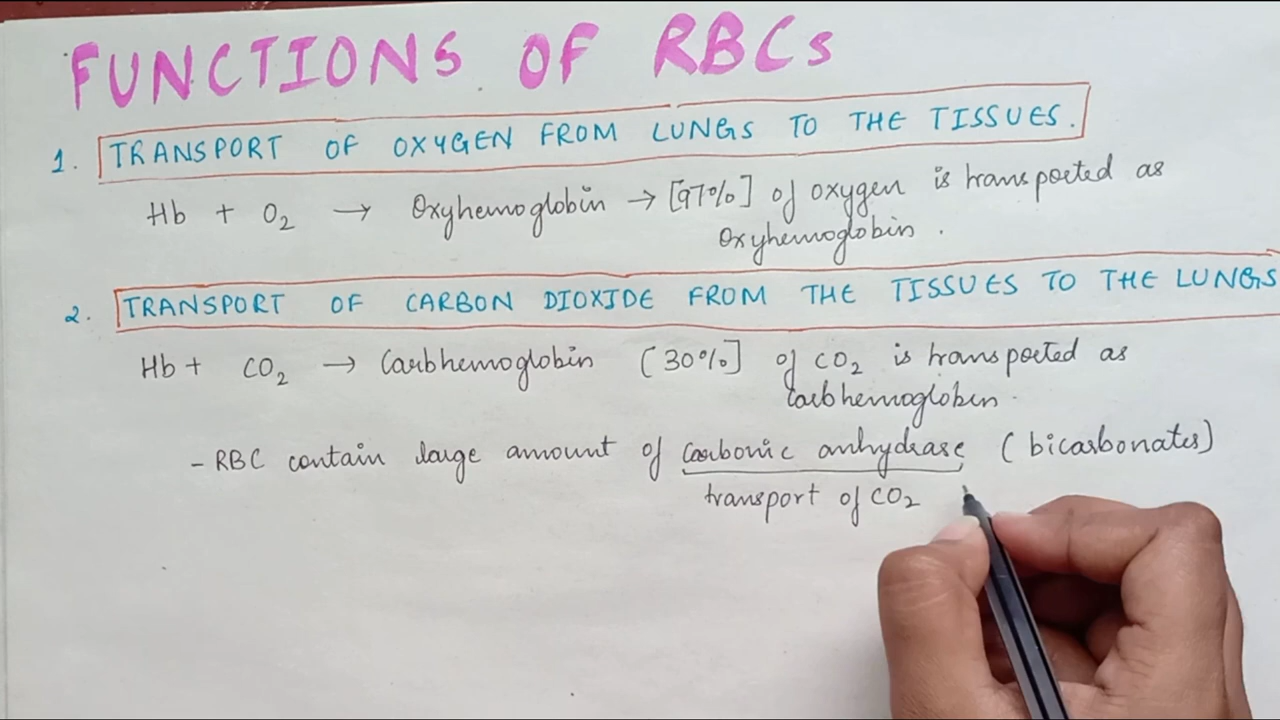 FUNCTIONS OF RBCs
1. TRANSPORT OF OXYGEN FROM LUNGS TO THE TISSUES.
Hb + O₂ → Oxyhemoglobin → [97%] of oxygen is transported as
Oxyhemoglobin.
2. TRANSPORT OF CARBON DIOXIDE FROM THE TISSUES TO THE LUNGS
Hb + CO₂ → Carbhemoglobin [30%] of CO₂ is transported as
Carbhemoglobin.
- RBC contain large amount of Carbonic anhydrase (bicarbonates)
transport of CO₂